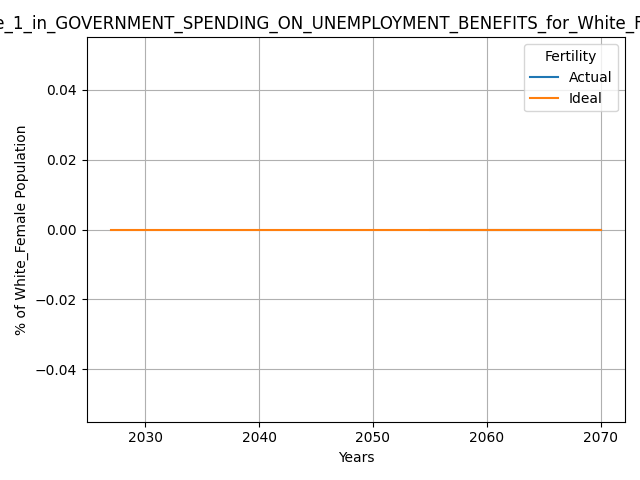 e_1_in_GOVERNMENT_SPENDING_ON_UNEMPLOYMENT_BENEFITS_for_White_F
Fertility
Actual
Ideal
0.04
0.02
0.00
−0.02
−0.04
% of White_Female Population
2030 2040 2050 2060 2070
Years